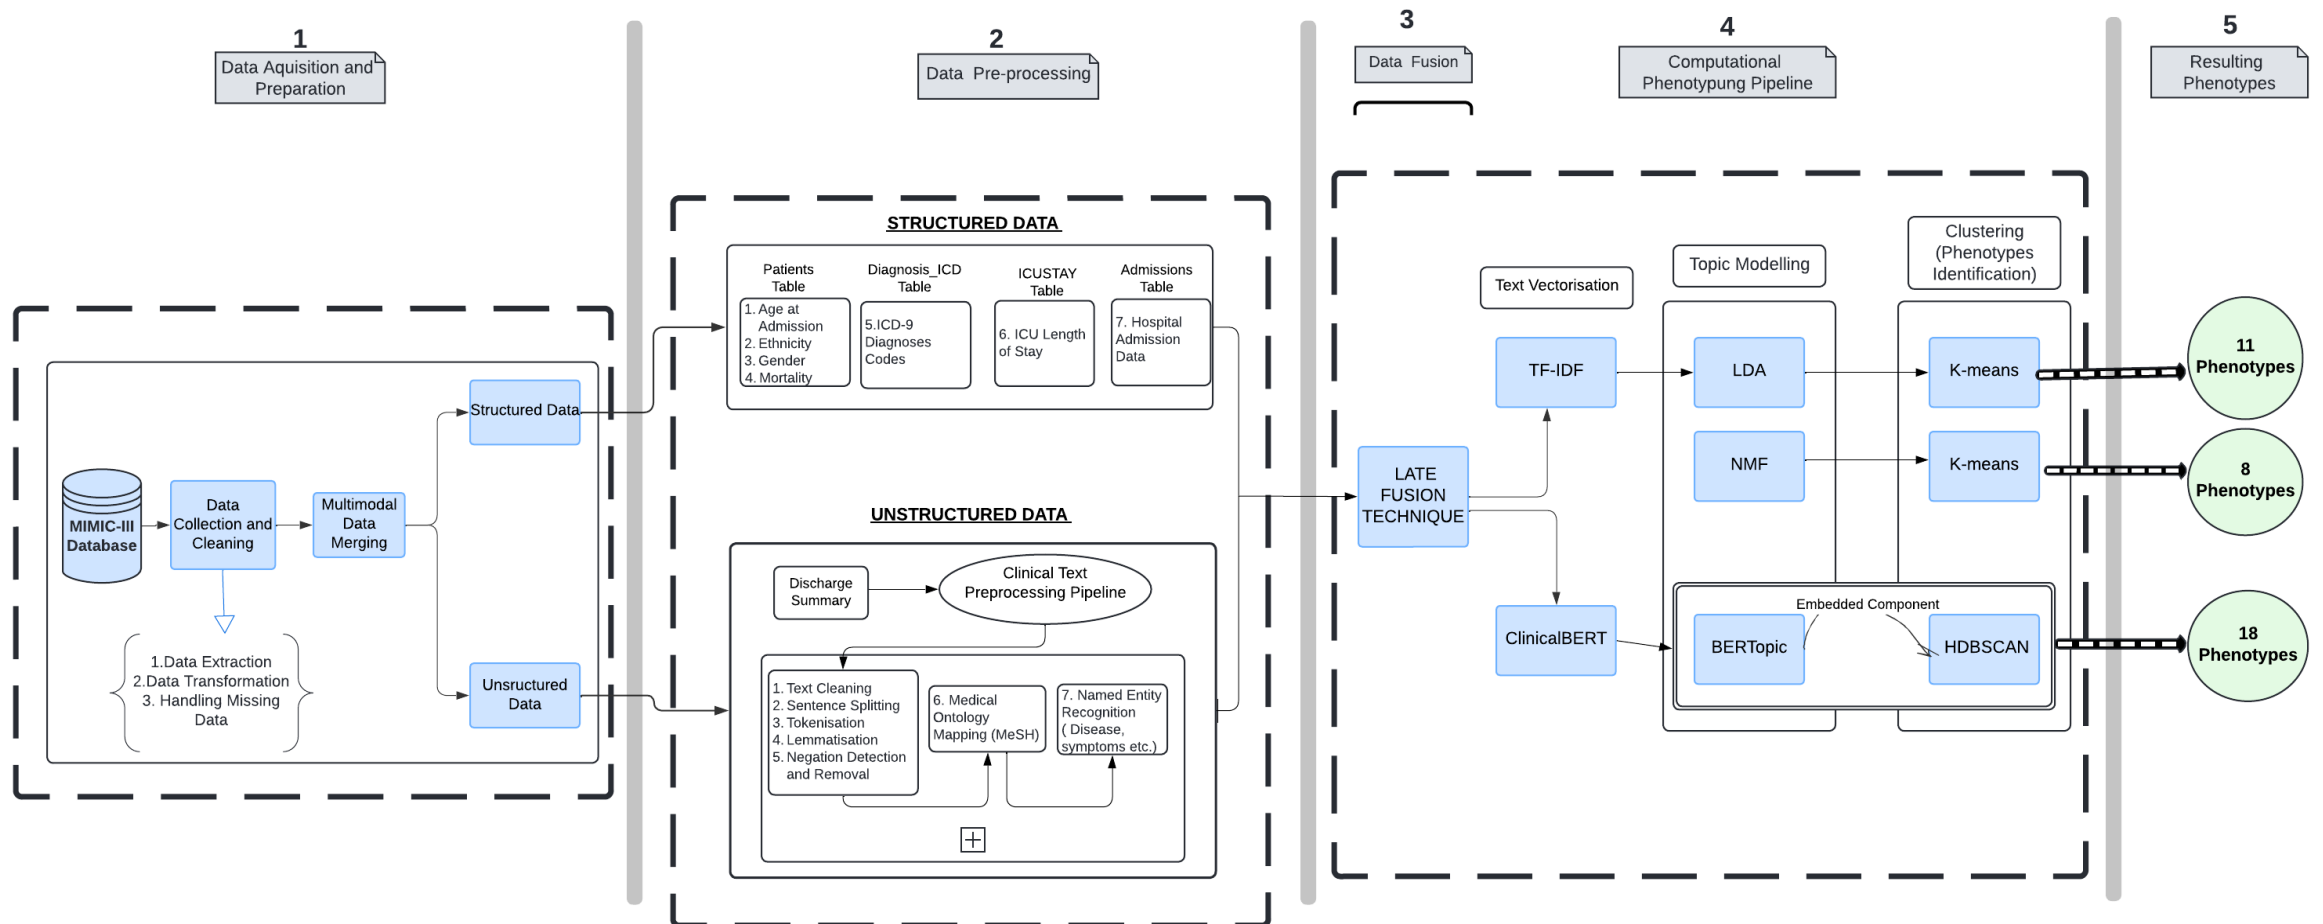 1
Data Aquisition and
Preparation
2
Data Pre-processing
3
Data Fusion
4
Computational
Phenotypung Pipeline
5
Resulting
Phenotypes
MIMIC-III
Database
Data
Collection and
Cleaning
Multimodal
Data
Merging
Structured Data
Unsructured
Data
1.Data Extraction
2.Data Transformation
3. Handling Missing
Data
STRUCTURED DATA
Patients
Table
1. Age at
Admission
2. Ethnicity
3. Gender
4. Mortality
Diagnosis_ICD
Table
5.ICD-9
Diagnoses
Codes
ICUSTAY
Table
6. ICU Length
of Stay
Admissions
Table
7. Hospital
Admission
Data
UNSTRUCTURED DATA
Discharge
Summary
Clinical Text
Preprocessing Pipeline
1. Text Cleaning
2. Sentence Splitting
3. Tokenisation
4. Lemmatisation
5. Negation Detection
and Removal
6. Medical
Ontology
Mapping (MeSH)
7. Named Entity
Recognition
( Disease,
symptoms etc.)
LATE
FUSION
TECHNIQUE
Text Vectorisation
TF-IDF
ClinicalBERT
Topic Modelling
LDA
NMF
Clustering
(Phenotypes
Identification)
K-means
K-means
Embedded Component
BERTopic
HDBSCAN
11
Phenotypes
8
Phenotypes
18
Phenotypes